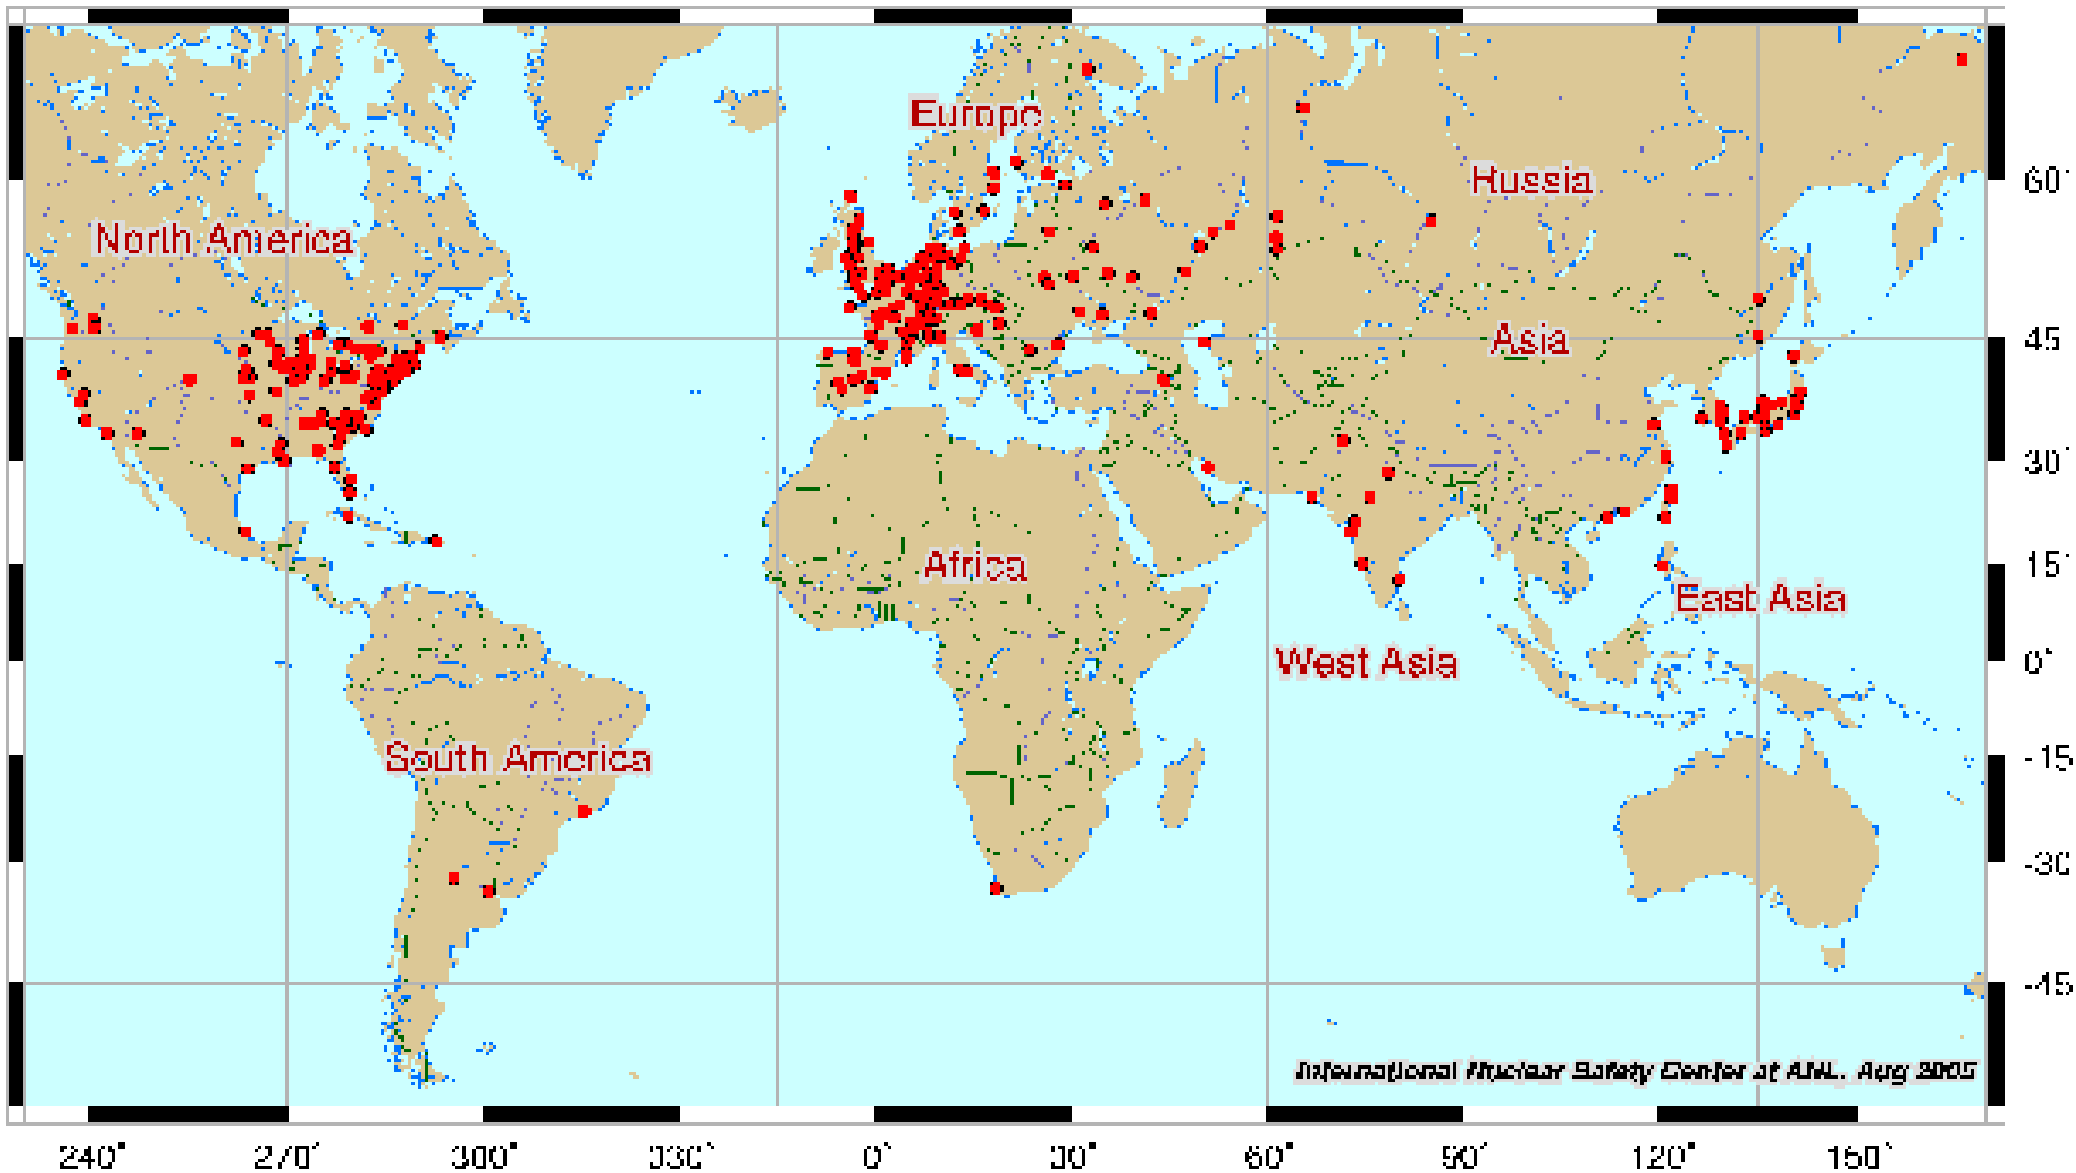 Europe
Russia
60°
North America
Asia
45
30°
Africa
15°
East Asia
West Asia
0°
South America
-15
-30
-45
International Nuclear Safety Center at ANL, Aug 2005
240° 270° 300° 330° 0° 30° 60° 90° 120° 150°